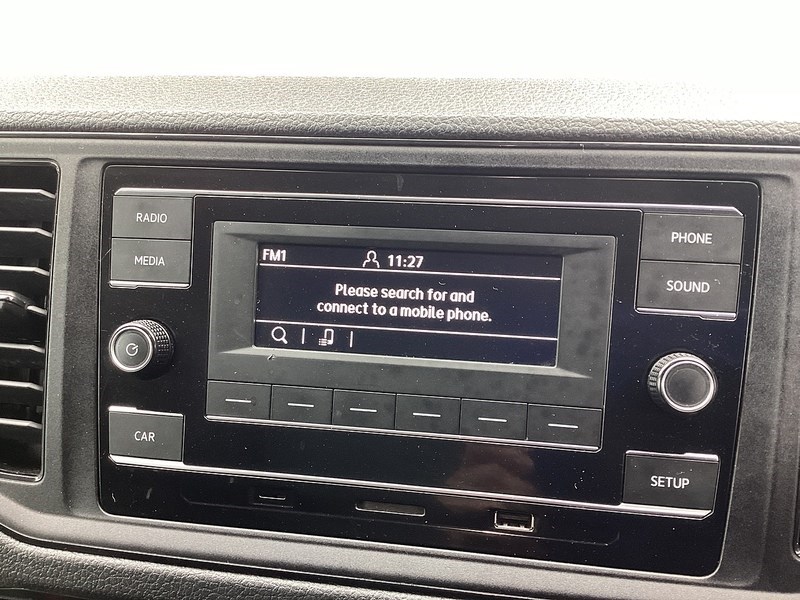 RADIO
MEDIA
CAR
FM1 11:27
Please search for and
connect to a mobile phone.
PHONE
SOUND
SETUP